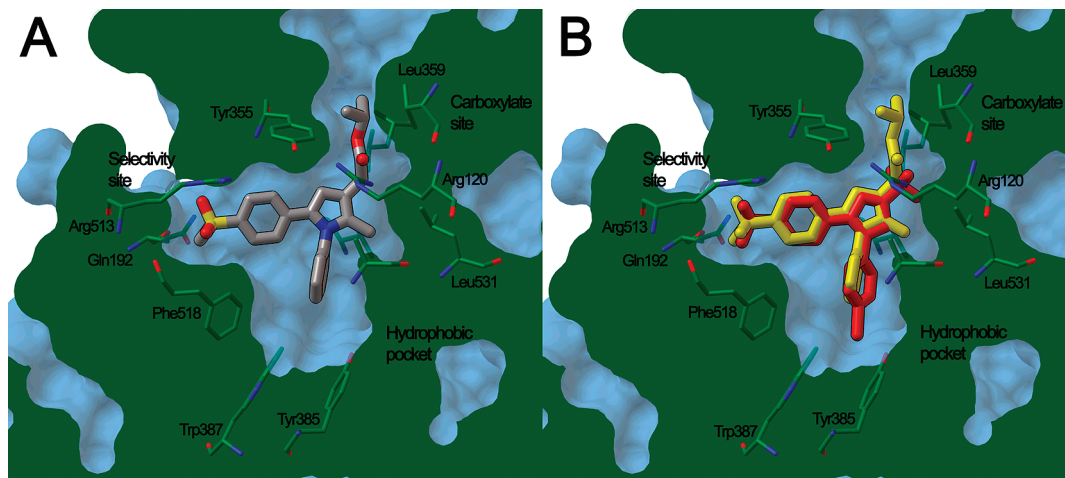 A
Leu359
Tyr355
Carboxylate
site
Selectivity
site
Arg120
Arg513
Gln192
Leu531
Phe518
Hydrophobic
pocket
Trp387
Tyr385
B
Leu359
Tyr355
Carboxylate
site
Selectivity
site
Arg120
Arg513
Gln192
Leu531
Phe518
Hydrophobic
pocket
Trp387
Tyr385